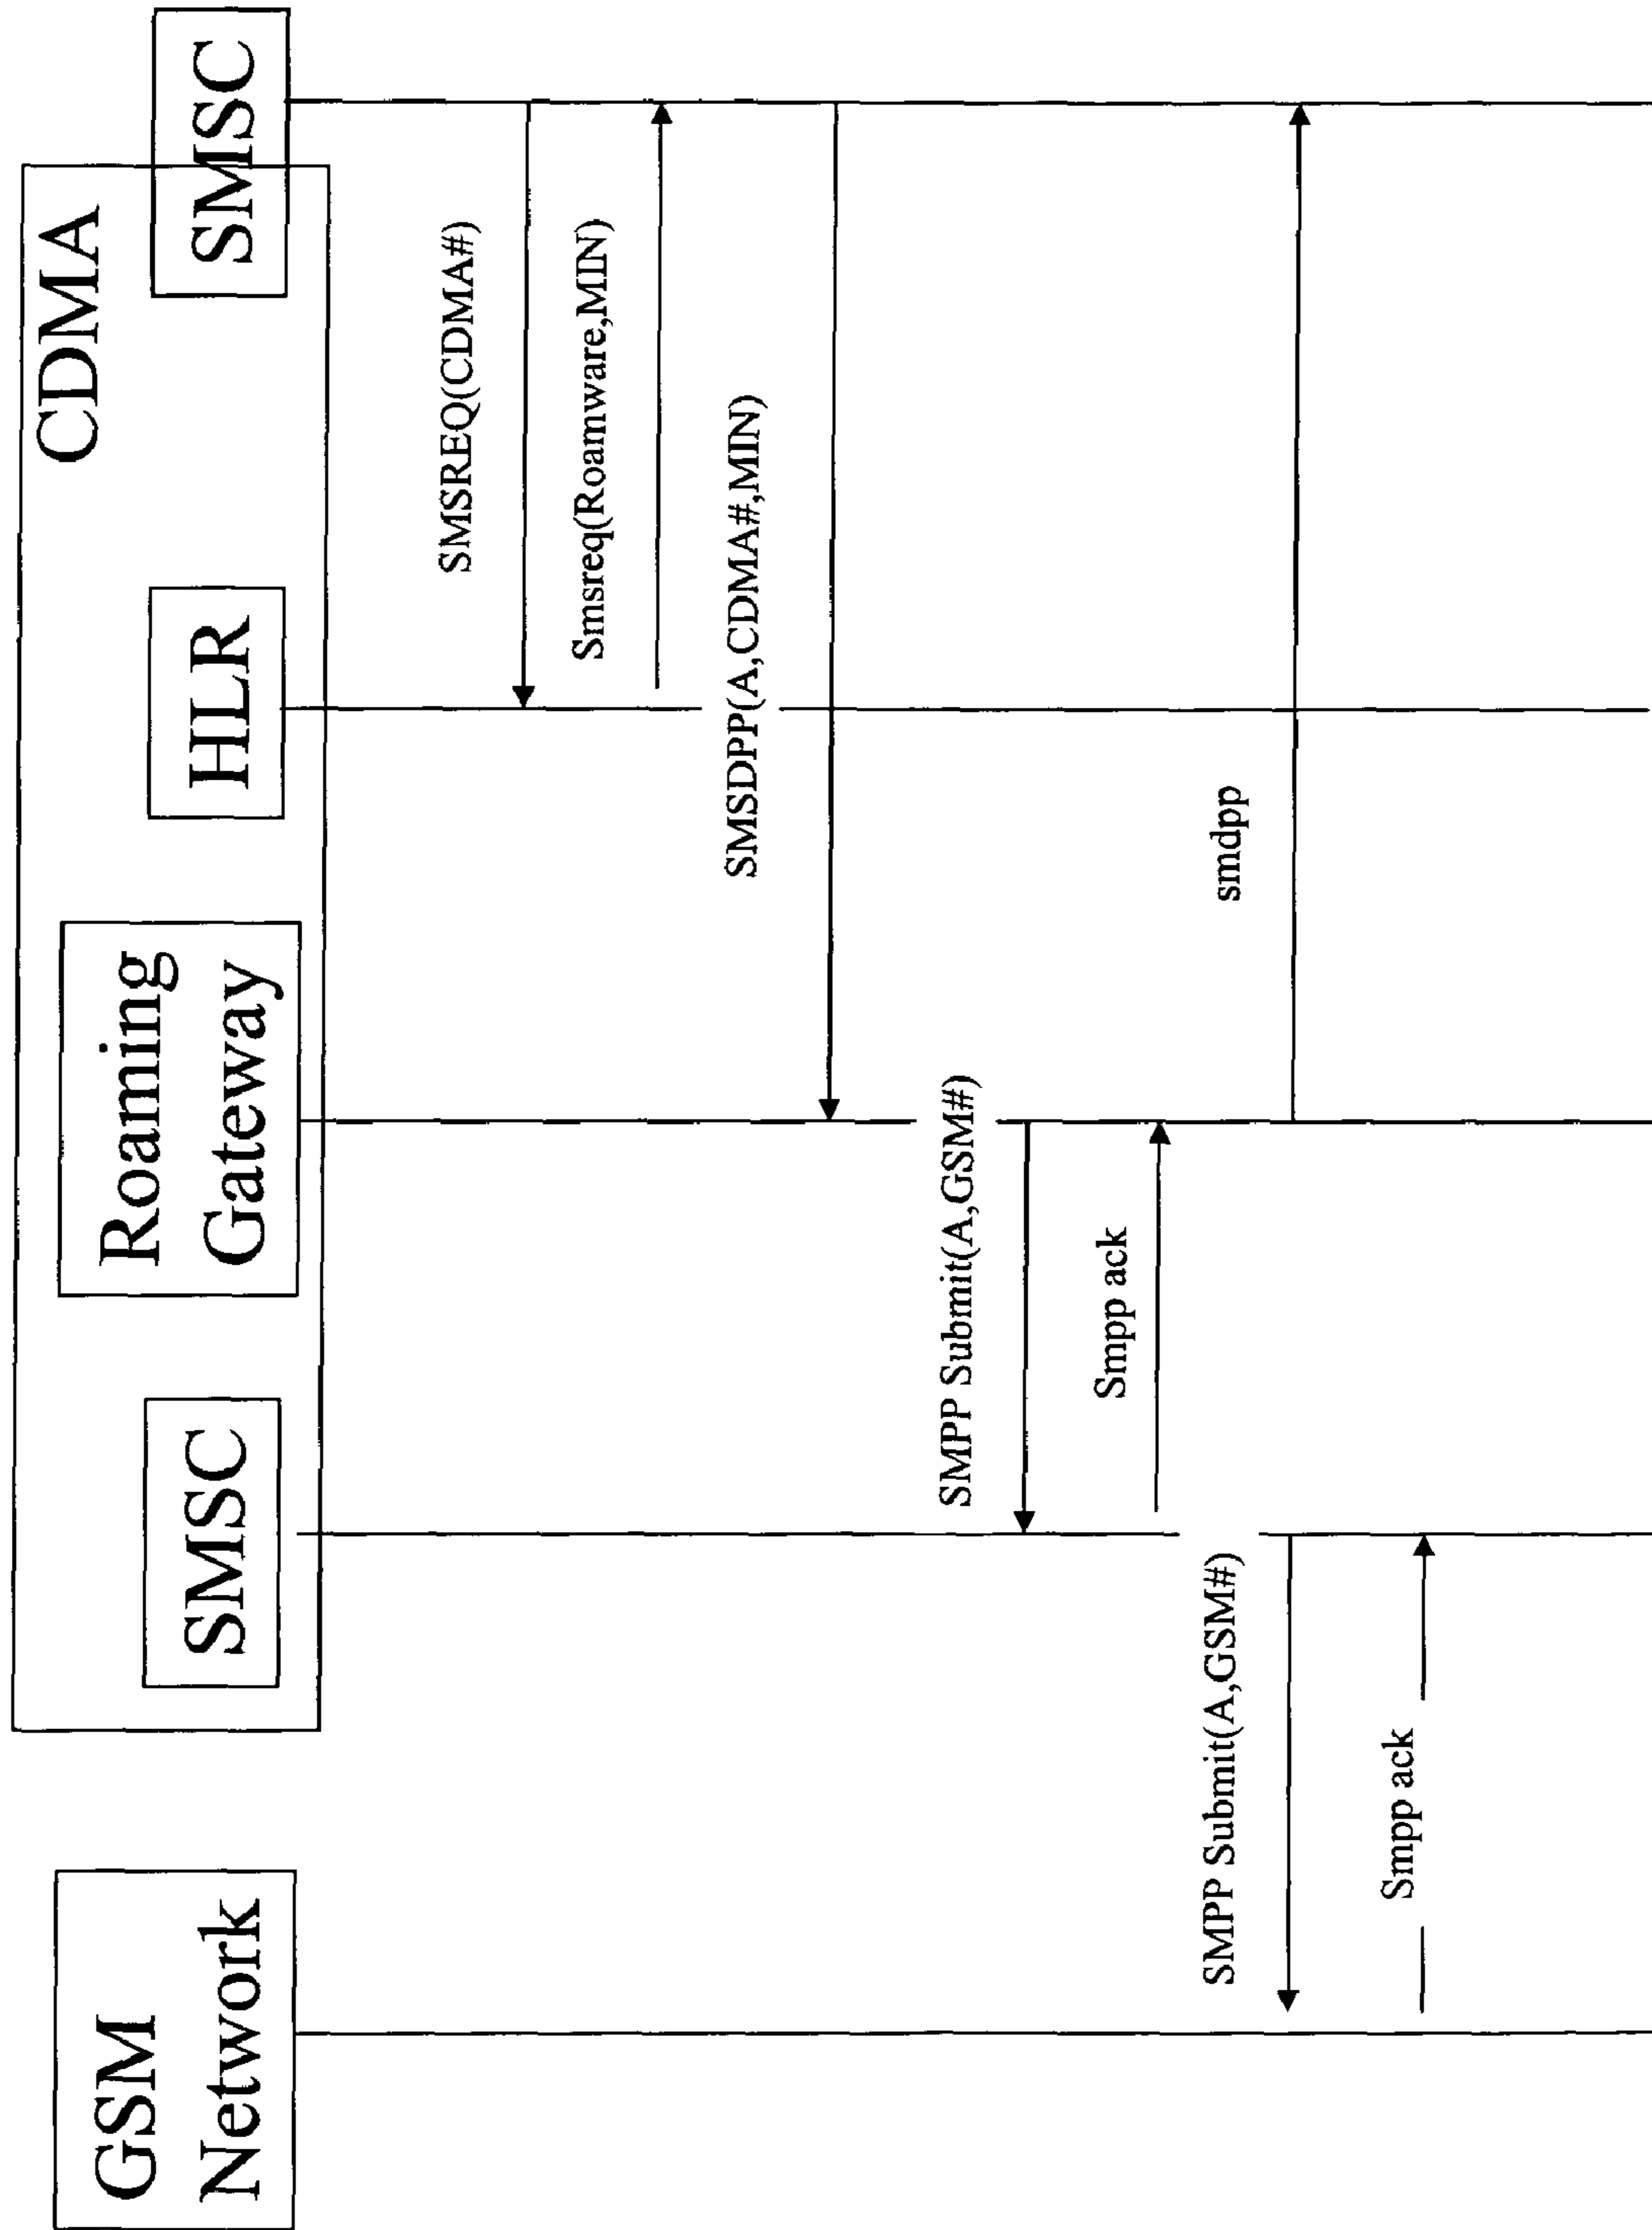 CDMA
GSM
Network
SMSC
Roaming
Gateway
HLR
SMSC
SMSREQ(CDMA#)
Smsreq(Roamware,MIN)
SMSDPP(A,CDMA#,MIN)
SMPP Submit(A,GSM#)
Smpp ack
SMPP Submit(A,GSM#)
smdpp
Smpp ack